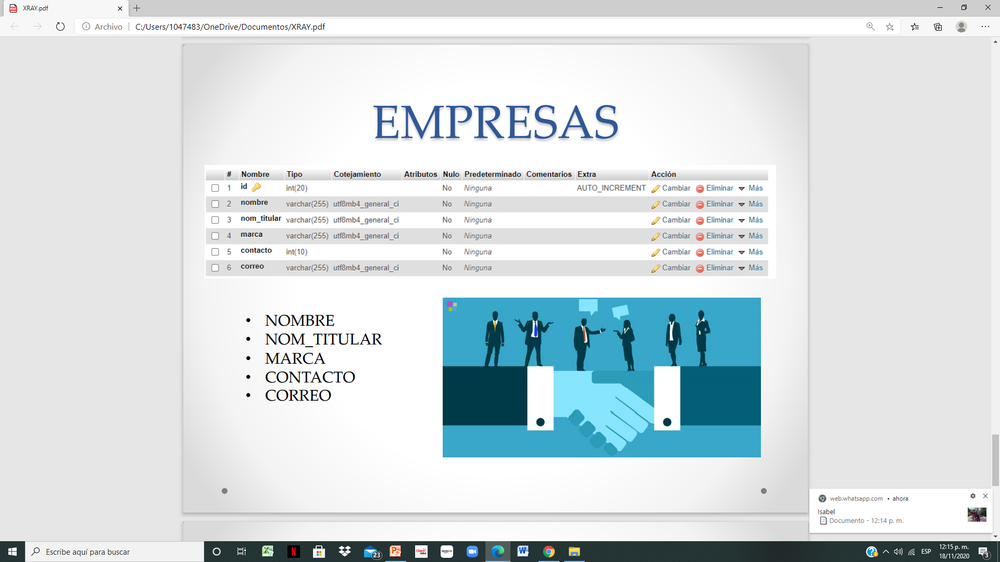 XRAY.pdf
Archivo
C:/Users/1047483/OneDrive/Documentos/XRAY.pdf
EMPRESAS
# Nombre Tipo Cotejamiento Atributos Nulo Predeterminado Comentarios Extra Acción
1 id int(20) No Ninguna AUTO_INCREMENT Cambiar Eliminar Más
2 nombre varchar(255) utf8mb4_general_ci No Ninguna Cambiar Eliminar Más
3 nom_titular varchar(255) utf8mb4_general_ci No Ninguna Cambiar Eliminar Más
4 marca varchar(255) utf8mb4_general_ci No Ninguna Cambiar Eliminar Más
5 contacto int(10) No Ninguna Cambiar Eliminar Más
6 correo varchar(255) utf8mb4_general_ci No Ninguna Cambiar Eliminar Más
• NOMBRE
• NOM_TITULAR
• MARCA
• CONTACTO
• CORREO
web.whatsapp.com • ahora
Isabel
Documento - 12:14 p. m.
Escribe aquí para buscar
23
Claro video
amazon
ESP
12:15 p. m.
18/11/2020
3